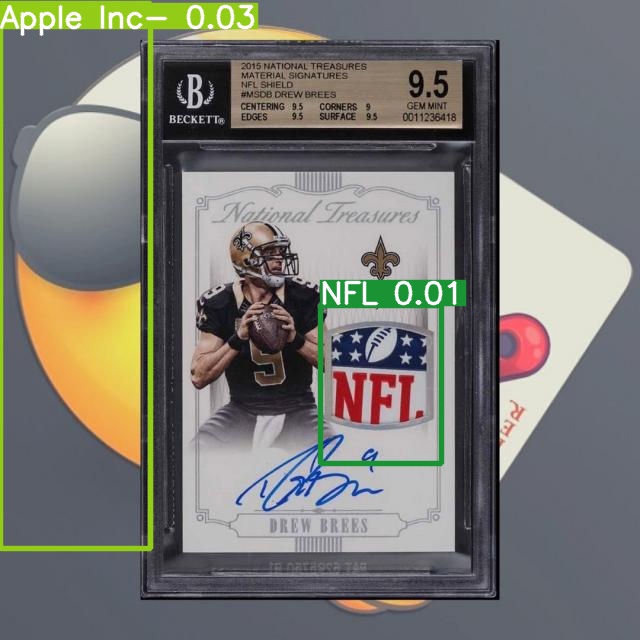 Apple Inc- 0.03
2015 NATIONAL TREASURES
MATERIAL SIGNATURES
NFL SHIELD
#MSDB DREW BREES
CENTERING 9.5 CORNERS 9
EDGES 9.5 SURFACE 9.5
9.5
GEM MINT
0011236418
B
BECKETT®
National Treasures
9
NFL 0.01
NFL
9
DREW BREES